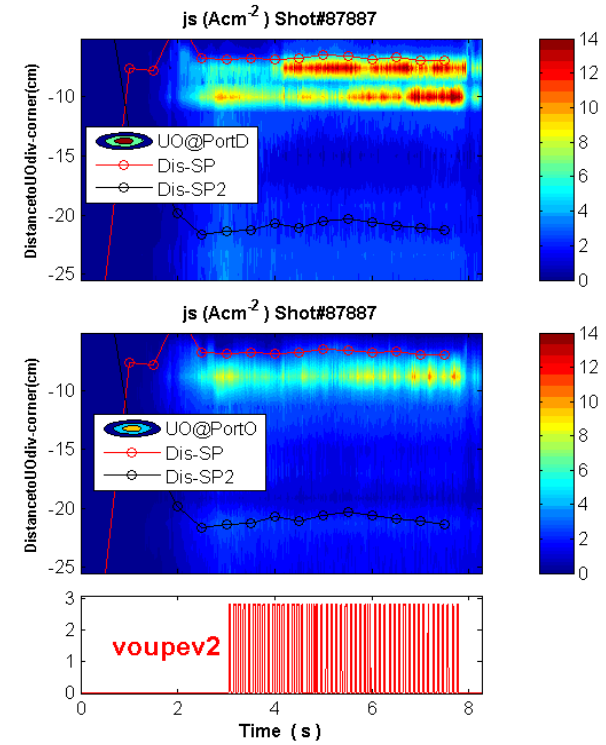 js (Acm-2 ) Shot#87887
DistancetoUOdiv-corner(cm)
-10
-15
-20
-25
UO@PortD
Dis-SP
Dis-SP2
14
12
10
8
6
4
2
0
js (Acm-2 ) Shot#87887
DistancetoUOdiv-corner(cm)
-10
-15
-20
-25
UO@PortO
Dis-SP
Dis-SP2
14
12
10
8
6
4
2
0
3
2
1
0
voupev2
0 2 4 6 8
Time ( s )